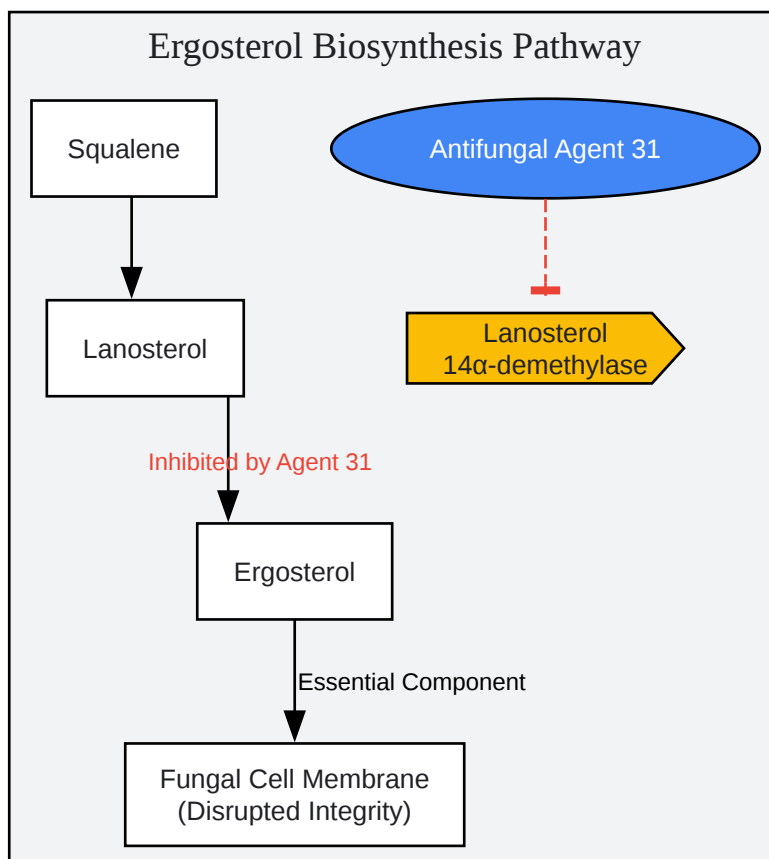 Ergosterol Biosynthesis Pathway
Squalene
Antifungal Agent 31
Lanosterol
Lanosterol
14α-demethylase
Inhibited by Agent 31
Ergosterol
Essential Component
Fungal Cell Membrane
(Disrupted Integrity)